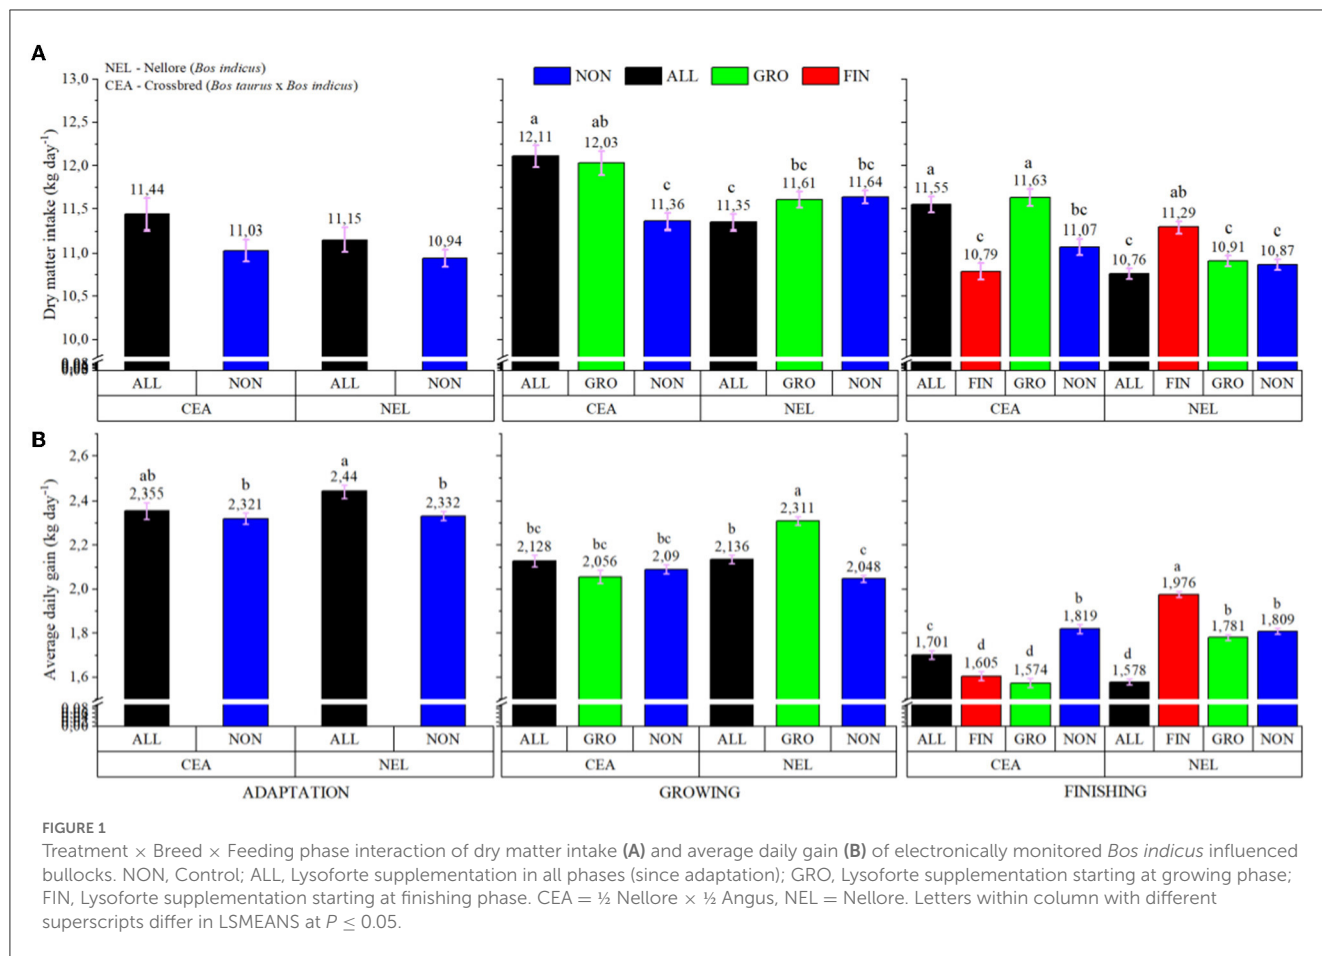 A
NEL - Nellore (Bos indicus)
CEA - Crossbred (Bos taurus x Bos indicus)
NON ALL GRO FIN
Dry matter intake (kg day-1)
13,0
12,5
12,0
11,5
11,0
10,5
10,0
11,44 11,03 11,15 10,94
a ab c c bc bc
12,11 12,03 11,36 11,35 11,61 11,64
a c a bc c ab c c
11,55 10,79 11,63 11,07 10,76 11,29 10,91 10,87
ALL NON ALL NON ALL GRO NON ALL GRO NON ALL FIN GRO NON ALL FIN GRO NON
CEA NEL CEA NEL CEA NEL
B
Average daily gain (kg day-1)
2,6
2,4
2,2
2,0
1,8
1,6
ab b a b
2,355 2,321 2,44 2,332
bc bc bc b a c
2,128 2,056 2,09 2,136 2,311 2,048
c d d b d a b b
1,701 1,605 1,574 1,819 1,578 1,976 1,781 1,809
ALL NON ALL NON ALL GRO NON ALL GRO NON ALL FIN GRO NON ALL FIN GRO NON
CEA NEL CEA NEL CEA NEL
ADAPTATION GROWING FINISHING
FIGURE 1
Treatment × Breed × Feeding phase interaction of dry matter intake (A) and average daily gain (B) of electronically monitored Bos indicus influenced
bullocks. NON, Control; ALL, Lysoforte supplementation in all phases (since adaptation); GRO, Lysoforte supplementation starting at growing phase;
FIN, Lysoforte supplementation starting at finishing phase. CEA = ½ Nellore × ½ Angus, NEL = Nellore. Letters within column with different
superscripts differ in LSMEANS at P ≤ 0.05.